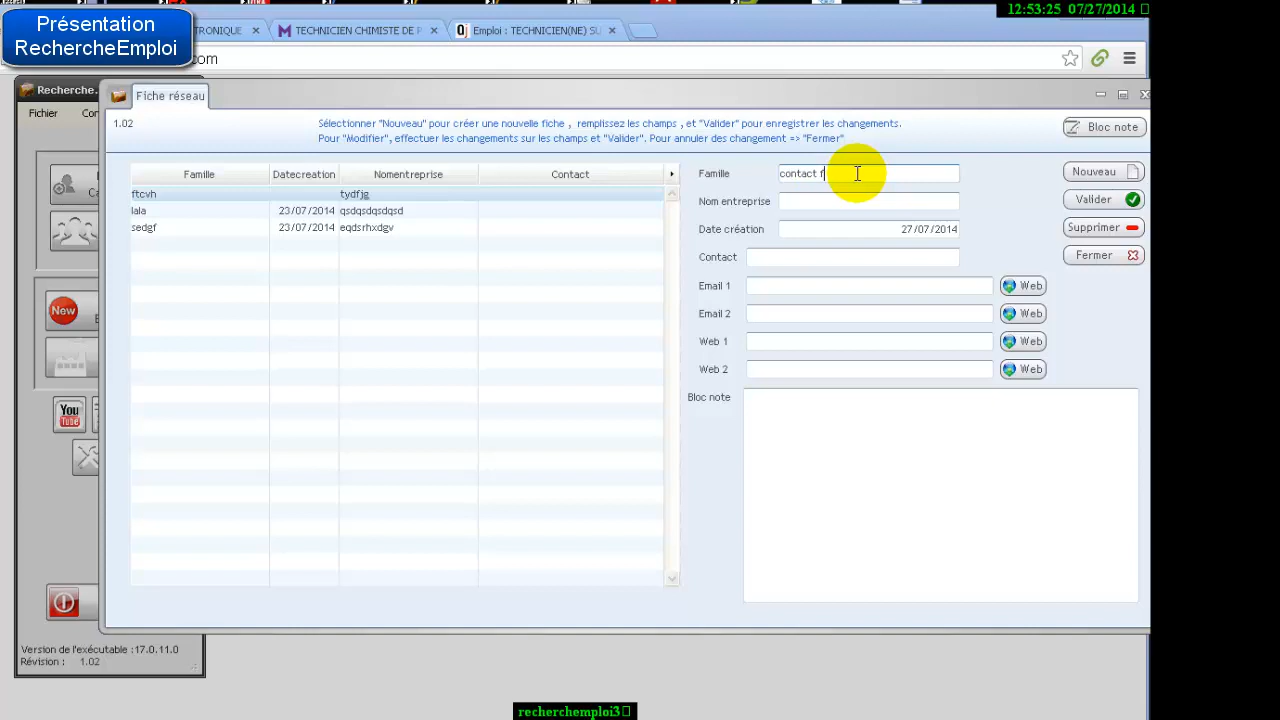 12:53:25 07/27/2014
Présentation
RechercheEmploi
TRONIQUE
TECHNICIEN CHIMISTE DE
Emploi : TECHNICIEN(NE) SU
com
Recherche.
Fiche réseau
Fichier
1.02
Sélectionner "Nouveau" pour créer une nouvelle fiche , remplissez les champs , et "Valider" pour enregistrer les changements.
Pour "Modifier", effectuer les changements sur les champs et "Valider". Pour annuler des changement => "Fermer"
Bloc note
Famille Datecreation Nomentreprise Contact
ftcvh tydfjg
lala 23/07/2014 qsdqsdqsdqsd
sedgf 23/07/2014 eqdsrhxdgv
Famille contact f
Nom entreprise
Date création 27/07/2014
Contact
Email 1 Web
Email 2 Web
Web 1 Web
Web 2 Web
Bloc note
Nouveau
Valider
Supprimer
Fermer
New
You
Tube
Version de l'exécutable :17.0.11.0
Révision : 1.02
recherchemploi3